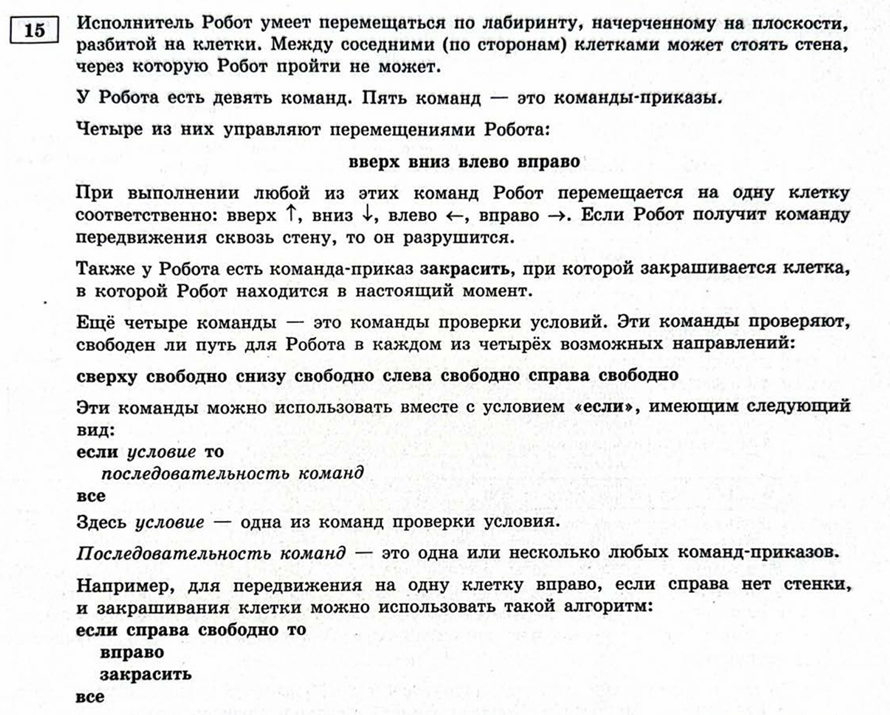 15
Исполнитель Робот умеет перемещаться по лабиринту, начерченному на плоскости,
разбитой на клетки. Между соседними (по сторонам) клетками может стоять стена,
через которую Робот пройти не может.
У Робота есть девять команд. Пять команд — это команды-приказы.
Четыре из них управляют перемещениями Робота:
вверх вниз влево вправо
При выполнении любой из этих команд Робот перемещается на одну клетку
соответственно: вверх ↑, вниз ↓, влево ←, вправо →. Если Робот получит команду
передвижения сквозь стену, то он разрушится.
Также у Робота есть команда-приказ закрасить, при которой закрашивается клетка,
в которой Робот находится в настоящий момент.
Ещё четыре команды — это команды проверки условий. Эти команды проверяют,
свободен ли путь для Робота в каждом из четырёх возможных направлений:
сверху свободно снизу свободно слева свободно справа свободно
Эти команды можно использовать вместе с условием «если», имеющим следующий
вид:
если условие то
последовательность команд
все
Здесь условие — одна из команд проверки условия.
Последовательность команд — это одна или несколько любых команд-приказов.
Например, для передвижения на одну клетку вправо, если справа нет стенки,
и закрашивания клетки можно использовать такой алгоритм:
если справа свободно то
вправо
закрасить
все